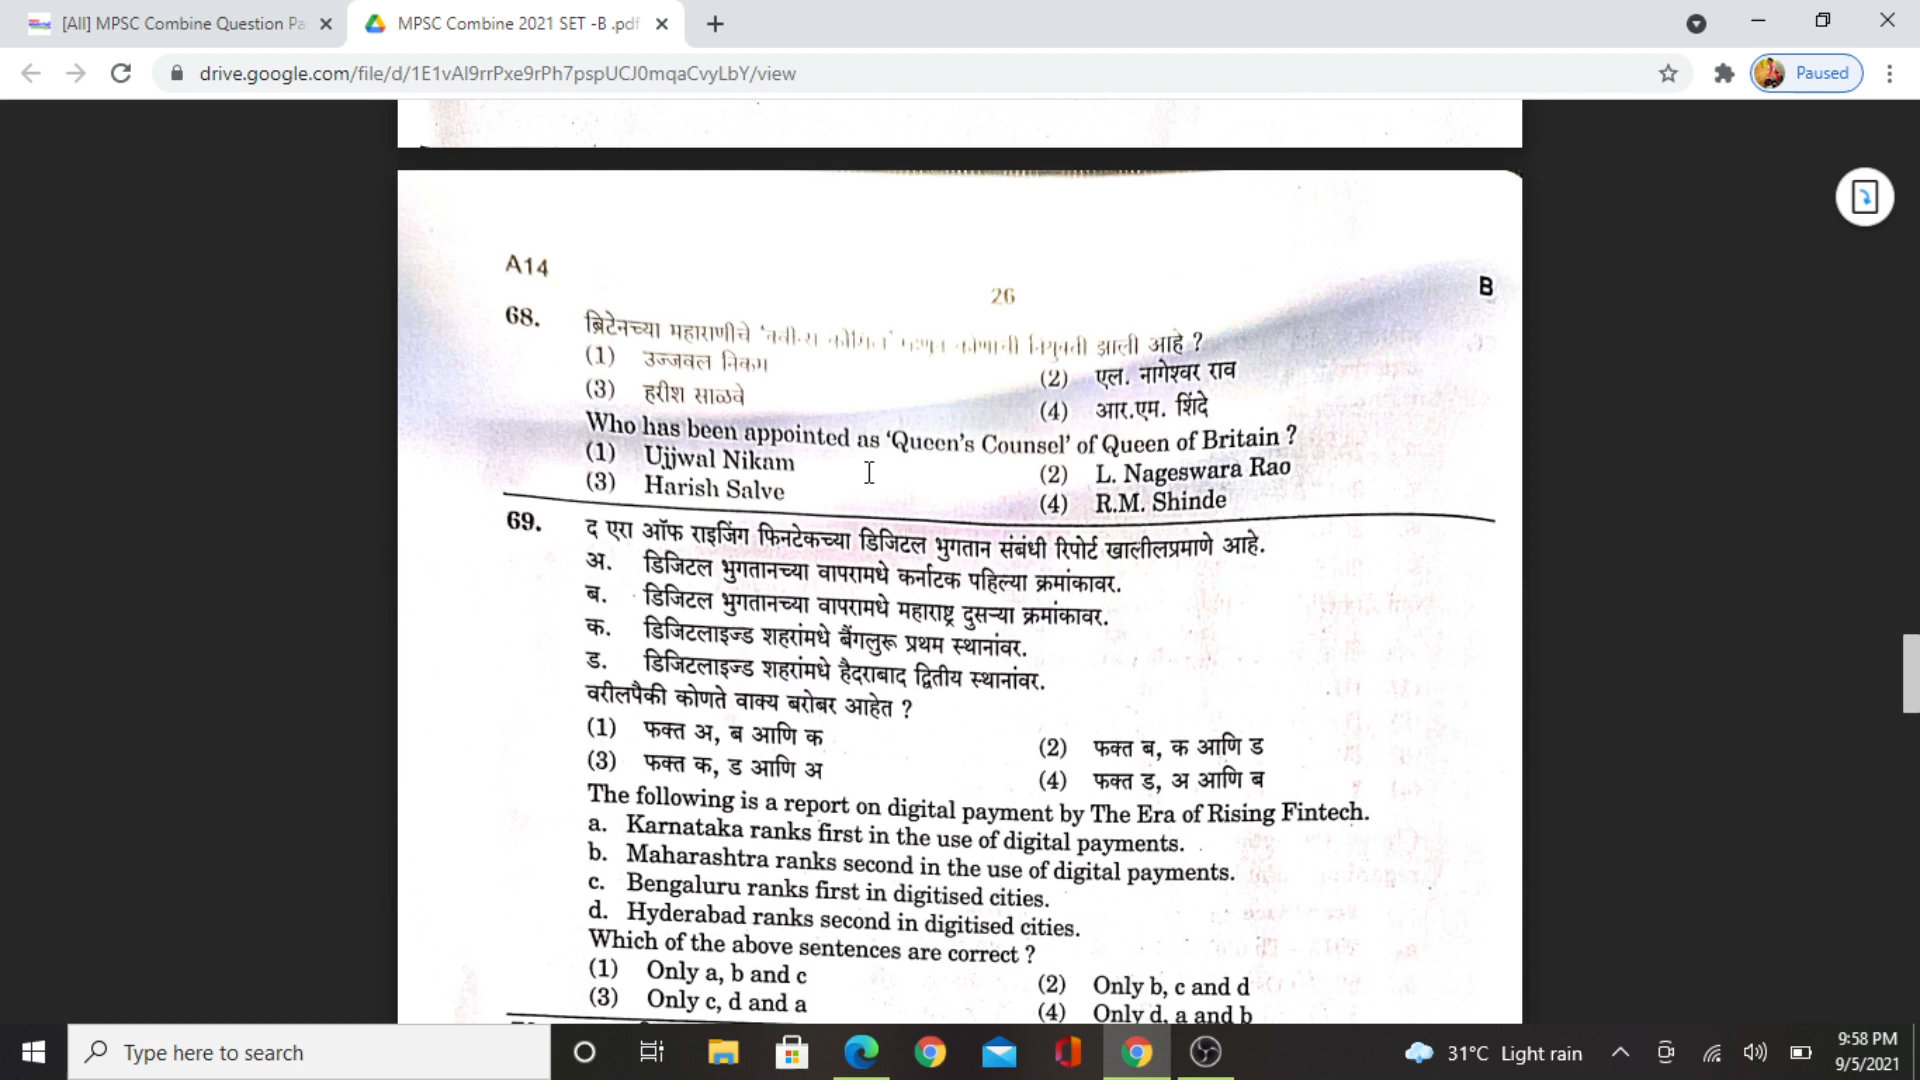 [All] MPSC Combine Question Pa
MPSC Combine 2021 SET -B .pdf
drive.google.com/file/d/1E1vAl9rrPxe9rPh7pspUCJ0mqaCvyLbY/view
Paused
A14
26
B
68. ब्रिटेनच्या महाराणीचे झाली आहे ?
(1) उज्जवल निकम
(2) एल. नागेश्वर राव
(3) हरीश साळवे
(4) आर.एम. शिंदे
Who has been appointed as ‘Queen’s Counsel’ of Queen of Britain ?
(1) Ujjwal Nikam
(2) L. Nageswara Rao
(3) Harish Salve
(4) R.M. Shinde
69. द एरा ऑफ राइजिंग फिनटेकच्या डिजिटल भुगतान संबंधी रिपोर्ट खालीलप्रमाणे आहे.
अ. डिजिटल भुगतानच्या वापरामधे कर्नाटक पहिल्या क्रमांकावर.
ब. डिजिटल भुगतानच्या वापरामधे महाराष्ट्र दुसऱ्या क्रमांकावर.
क. डिजिटलाइज्ड शहरांमधे बैंगलुरू प्रथम स्थानांवर.
ड. डिजिटलाइज्ड शहरांमधे हैदराबाद द्वितीय स्थानांवर.
वरीलपैकी कोणते वाक्य बरोबर आहेत ?
(1) फक्त अ, ब आणि क
(2) फक्त ब, क आणि ड
(3) फक्त क, ड आणि अ
(4) फक्त ड, अ आणि ब
The following is a report on digital payment by The Era of Rising Fintech.
a. Karnataka ranks first in the use of digital payments.
b. Maharashtra ranks second in the use of digital payments.
c. Bengaluru ranks first in digitised cities.
d. Hyderabad ranks second in digitised cities.
Which of the above sentences are correct ?
(1) Only a, b and c
(2) Only b, c and d
(3) Only c, d and a
(4) Only d, a and b
Type here to search
31°C Light rain
9:58 PM
9/5/2021